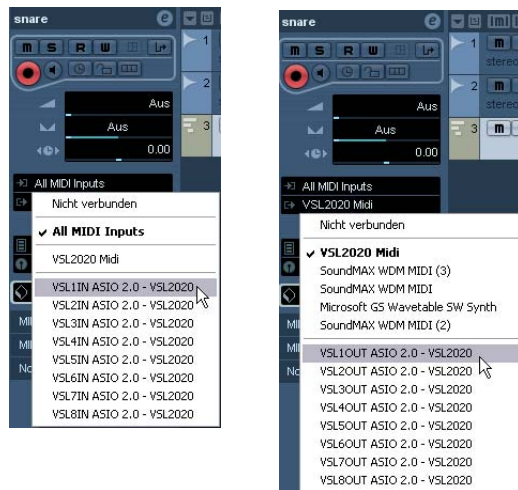 snare
m S R W
1
2
Aus
Aus
3
0.00
All MIDI Inputs
Nicht verbunden
✓ All MIDI Inputs
VSL2020 Midi
VSL1IN ASIO 2.0 - VSL2020
VSL2IN ASIO 2.0 - VSL2020
VSL3IN ASIO 2.0 - VSL2020
VSL4IN ASIO 2.0 - VSL2020
VSL5IN ASIO 2.0 - VSL2020
VSL6IN ASIO 2.0 - VSL2020
VSL7IN ASIO 2.0 - VSL2020
VSL8IN ASIO 2.0 - VSL2020
MI
MI
No
snare
m S R W
1 m
stereo
2 m
stereo
Aus
Aus
3 m
0.00
All MIDI Inputs
VSL2020 Midi
Nicht verbunden
✓ VSL2020 Midi
SoundMAX WDM MIDI (3)
SoundMAX WDM MIDI
Microsoft GS Wavetable SW Synth
SoundMAX WDM MIDI (2)
VSL1OUT ASIO 2.0 - VSL2020
VSL2OUT ASIO 2.0 - VSL2020
VSL3OUT ASIO 2.0 - VSL2020
VSL4OUT ASIO 2.0 - VSL2020
VSL5OUT ASIO 2.0 - VSL2020
VSL6OUT ASIO 2.0 - VSL2020
VSL7OUT ASIO 2.0 - VSL2020
VSL8OUT ASIO 2.0 - VSL2020
MI
MI
No